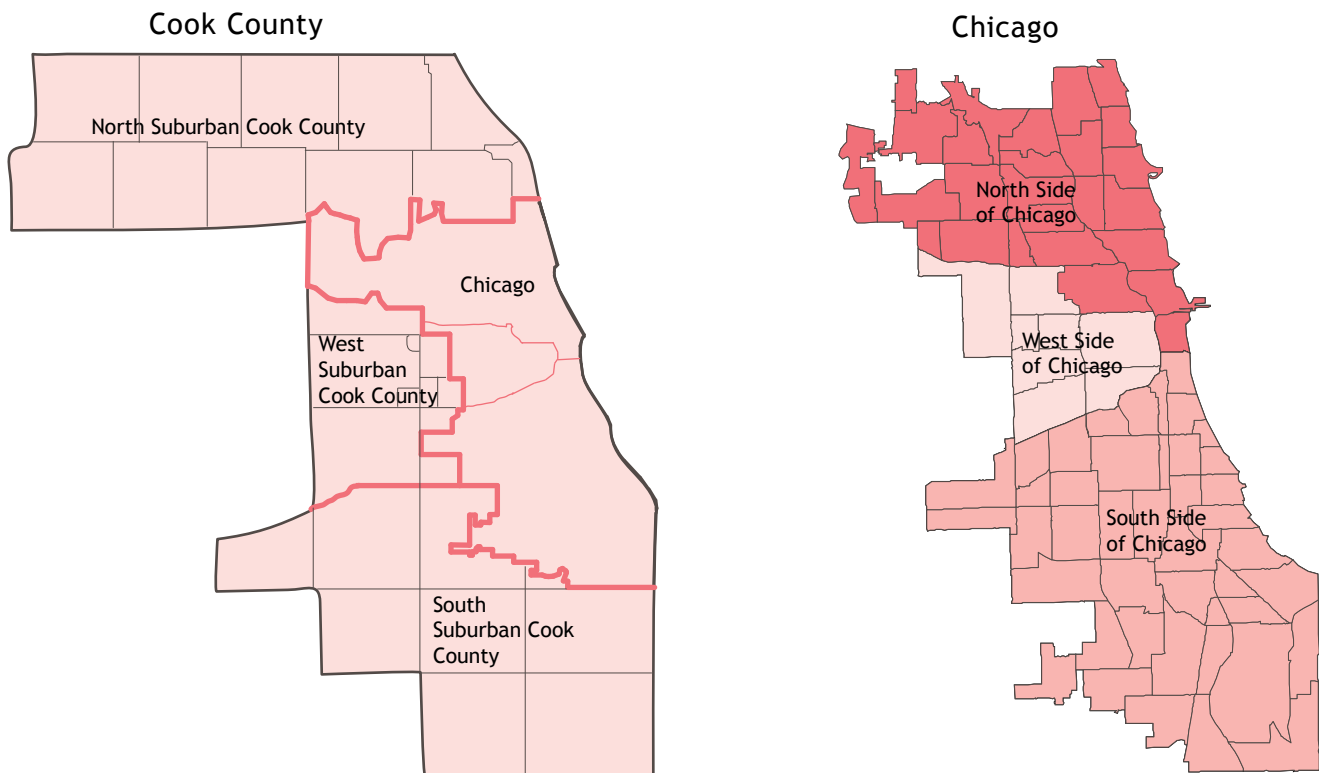 Cook County
North Suburban Cook County
Chicago
West
Suburban
Cook County
South
Suburban Cook
County
Chicago
North Side
of Chicago
West Side
of Chicago
South Side
of Chicago